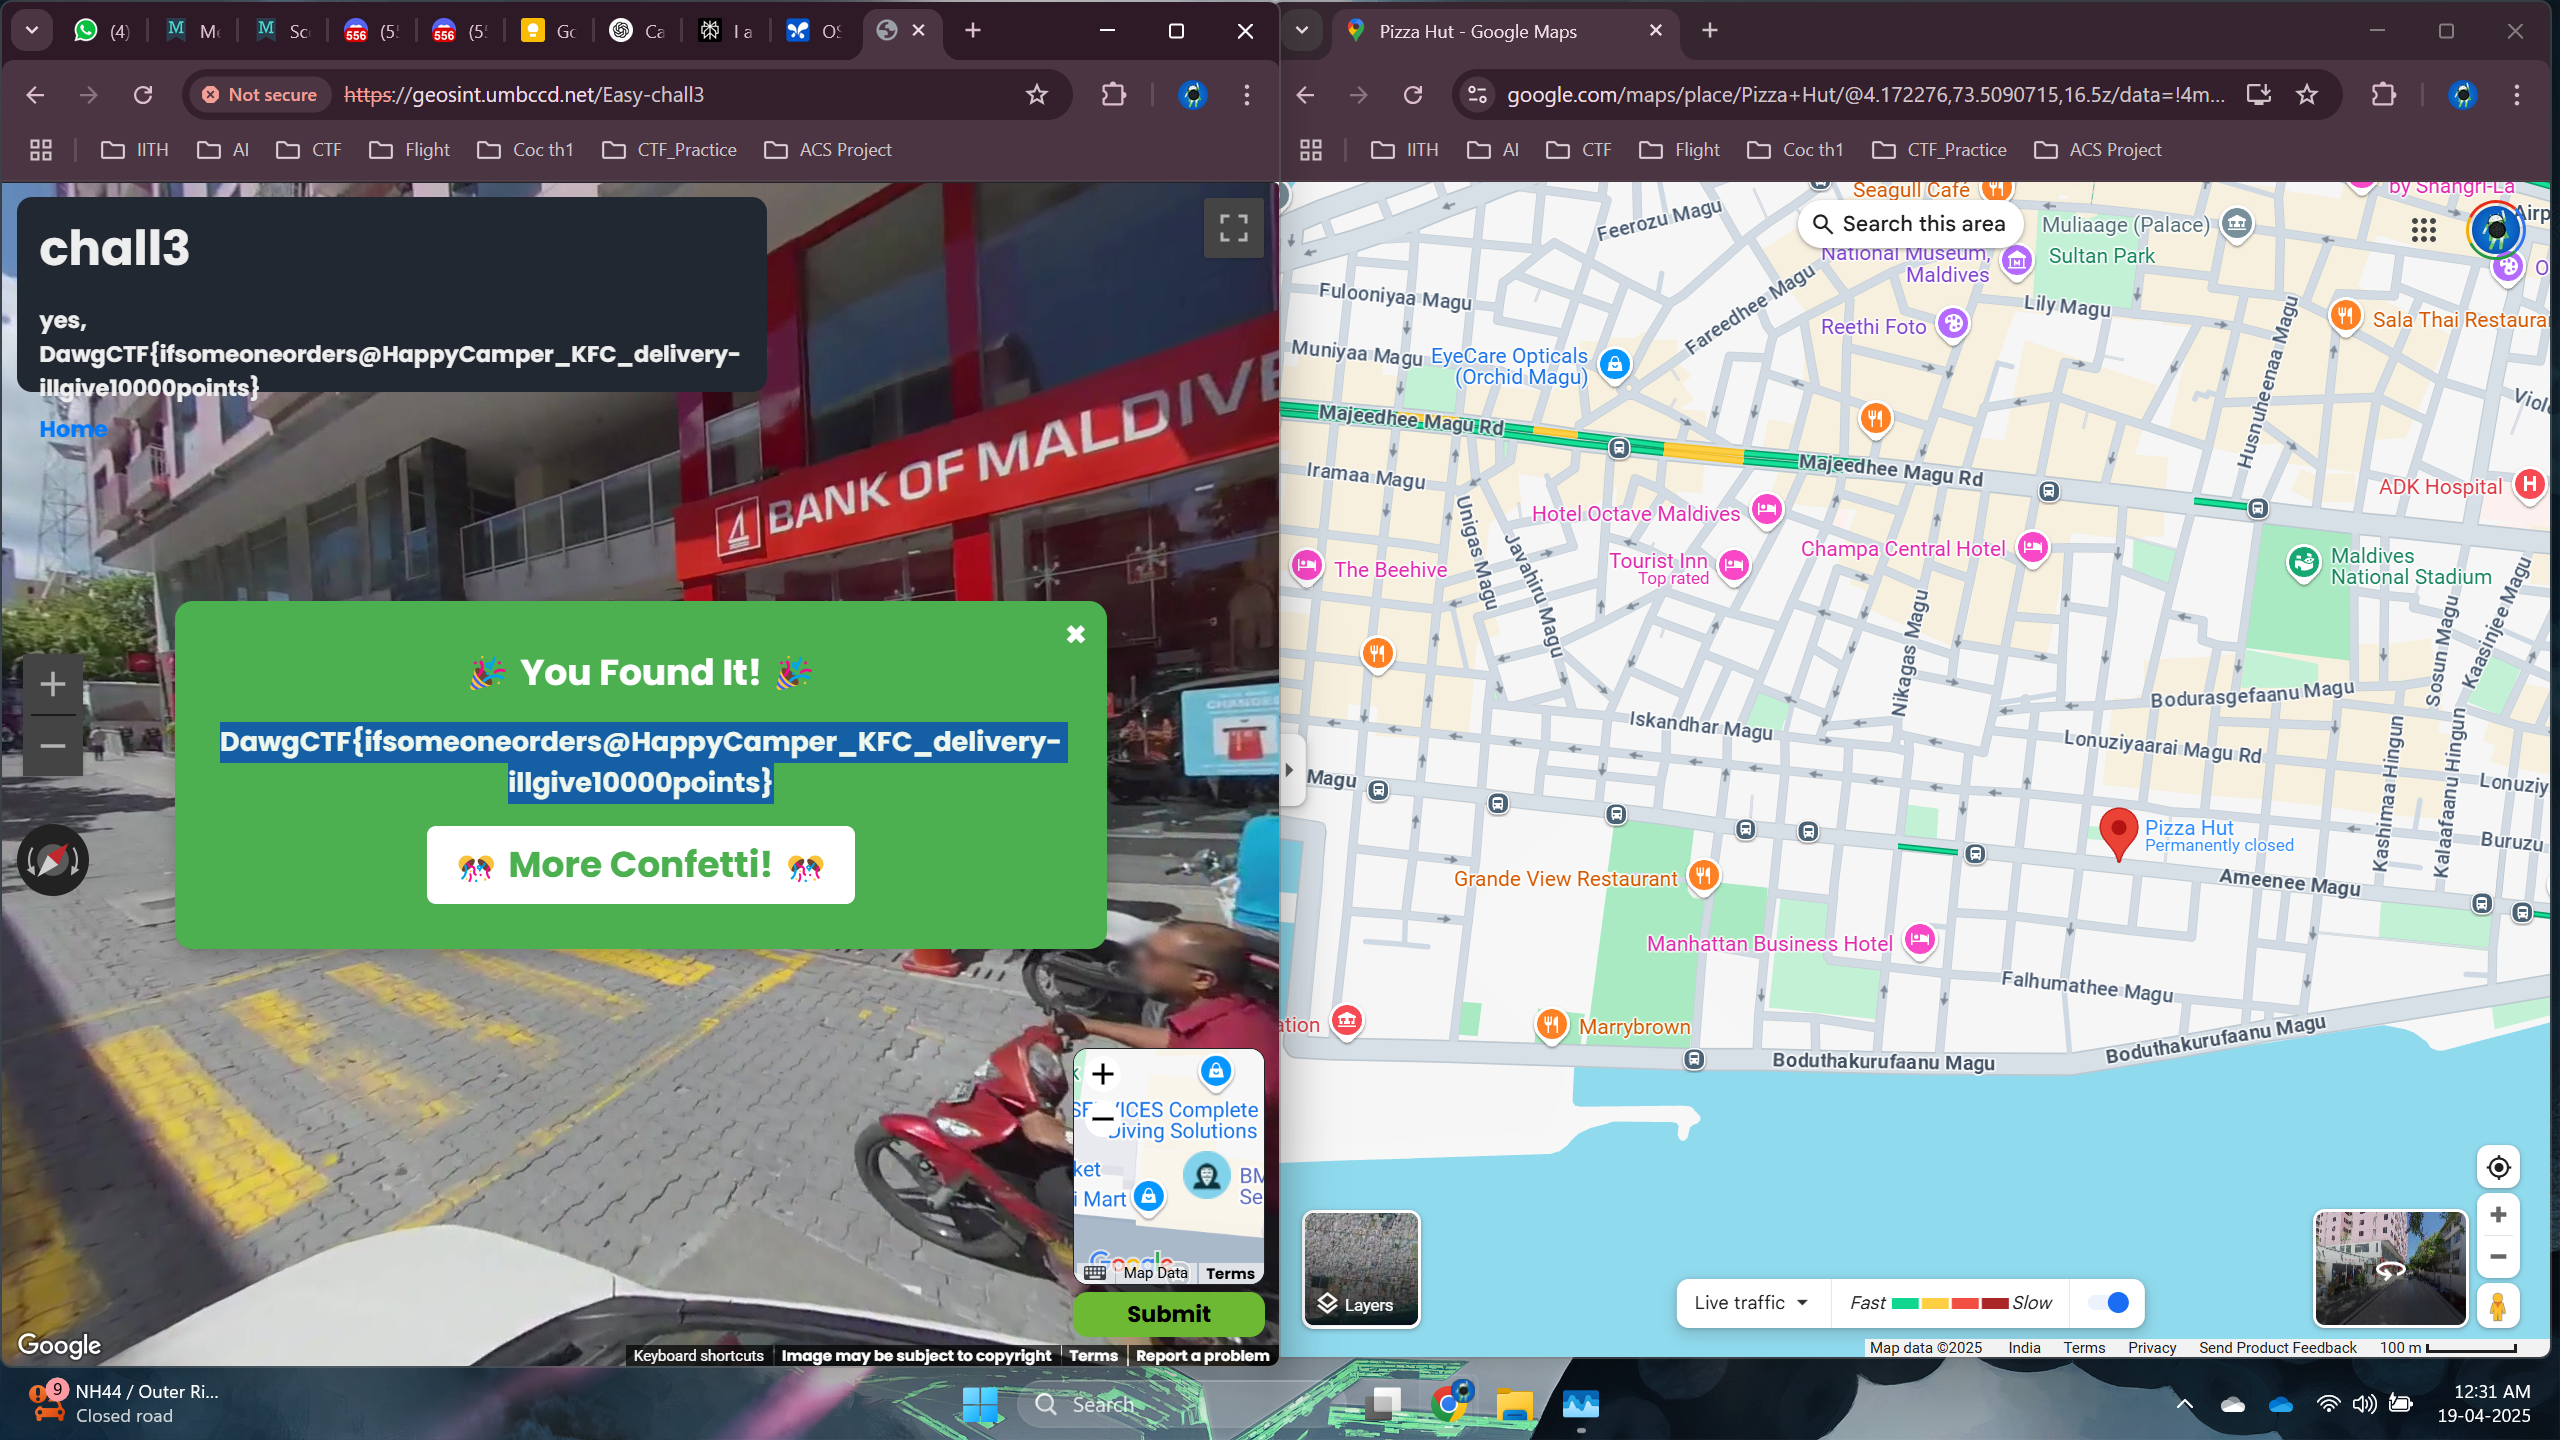 (4)
Me
Sc
556
(5
556
(5
Go
Ca
I a
OS
Not secure
https://geosint.umbccd.net/Easy-chall3
IITH
AI
CTF
Flight
Coc th1
CTF_Practice
ACS Project
chall3
yes,
DawgCTF{ifsomeoneorders@HappyCamper_KFC_delivery-
illgive10000points}
Home
BANK OF MALDIVE
🎉 You Found It! 🎉
DawgCTF{ifsomeoneorders@HappyCamper_KFC_delivery-
illgive10000points}
🎊 More Confetti! 🎊
ICES Complete
Diving Solutions
ket
i Mart
BM
Se
Google
Map Data
Terms
Submit
Google
Keyboard shortcuts
Image may be subject to copyright
Terms
Report a problem
Pizza Hut - Google Maps
google.com/maps/place/Pizza+Hut/@4.172276,73.5090715,16.5z/data=!4m...
IITH
AI
CTF
Flight
Coc th1
CTF_Practice
ACS Project
Seagull Café
by Shangri-La
Feerozu Magu
Search this area
Muliaage (Palace)
Airp
National Museum,
Maldives
Sultan Park
O
Fulooniyaa Magu
Fareedhee Magu
Lily Magu
Reethi Foto
Sala Thai Restaura
Husnuheenaa Magu
Muniyaa Magu
EyeCare Opticals
(Orchid Magu)
Viol
Majeedhee Magu Rd
Majeedhee Magu Rd
Iramaa Magu
ADK Hospital
Unigas Magu
Hotel Octave Maldives
Javahiru Magu
Tourist Inn
Top rated
Champa Central Hotel
The Beehive
Maldives
National Stadium
Nikagas Magu
Sosun Magu
Kaasinjee Magu
Bodurasgefaanu Magu
Iskandhar Magu
Lonuziyaarai Magu Rd
Kashimaa Hingun
Kalaafaanu Hingun
Lonuziy
Magu
Pizza Hut
Permanently closed
Buruzu
Grande View Restaurant
Ameenee Magu
Manhattan Business Hotel
Falhumathee Magu
ation
Marrybrown
Boduthakurufaanu Magu
Boduthakurufaanu Magu
Layers
Live traffic
Fast
Slow
Map data ©2025
India
Terms
Privacy
Send Product Feedback
100 m
9
NH44 / Outer Ri...
Closed road
Search
12:31 AM
19-04-2025